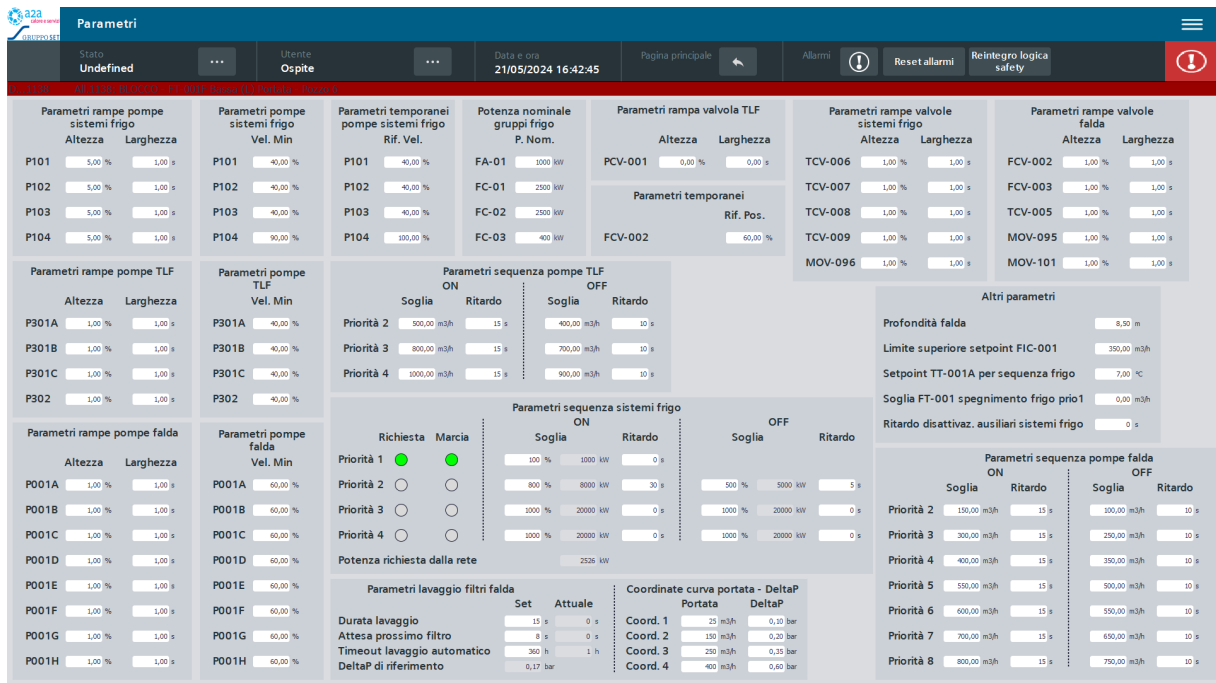 a2a
calore e servizi
GRUPPO SET
Parametri
Stato
Undefined
...
Utente
Ospite
...
Data e ora
21/05/2024 16:42:45
Pagina principale
Allarmi
Reset allarmi
Reintegro logica
safety
Parametri rampe pompe
sistemi frigo
Altezza Larghezza
P101 5,00 % 1,00 s
P102 5,00 % 1,00 s
P103 5,00 % 1,00 s
P104 5,00 % 1,00 s
Parametri pompe
sistemi frigo
Vel. Min
P101 40,00 %
P102 40,00 %
P103 40,00 %
P104 90,00 %
Parametri temporanei
pompe sistemi frigo
Rif. Vel.
P101 40,00 %
P102 40,00 %
P103 40,00 %
P104 100,00 %
Potenza nominale
gruppi frigo
P. Nom.
FA-01 1000 kW
FC-01 2500 kW
FC-02 2500 kW
FC-03 400 kW
Parametri rampa valvola TLF
Altezza Larghezza
PCV-001 0,00 % 0,00 s
Parametri temporanei
Rif. Pos.
FCV-002 60,00 %
Parametri rampe valvole
sistemi frigo
Altezza Larghezza
TCV-006 1,00 % 1,00 s
TCV-007 1,00 % 1,00 s
TCV-008 1,00 % 1,00 s
TCV-009 1,00 % 1,00 s
MOV-096 1,00 % 1,00 s
Parametri rampe valvole
falda
Altezza Larghezza
FCV-002 1,00 % 1,00 s
FCV-003 1,00 % 1,00 s
TCV-005 1,00 % 1,00 s
MOV-095 1,00 % 1,00 s
MOV-101 1,00 % 1,00 s
Parametri rampe pompe TLF
Altezza Larghezza
P301A 1,00 % 1,00 s
P301B 1,00 % 1,00 s
P301C 1,00 % 1,00 s
P302 1,00 % 1,00 s
Parametri pompe
TLF
Vel. Min
P301A 40,00 %
P301B 40,00 %
P301C 40,00 %
P302 40,00 %
Parametri sequenza pompe TLF
ON OFF
Soglia Ritardo Soglia Ritardo
Priorità 2 500,00 m3/h 15 s 400,00 m3/h 10 s
Priorità 3 800,00 m3/h 15 s 700,00 m3/h 10 s
Priorità 4 1000,00 m3/h 15 s 900,00 m3/h 10 s
Altri parametri
Profondità falda 8,50 m
Limite superiore setpoint FIC-001 350,00 m3/h
Setpoint TT-001A per sequenza frigo 7,00 °C
Soglia FT-001 spegnimento frigo prio1 0,00 m3/h
Ritardo disattivaz. ausiliari sistemi frigo 0 s
Parametri rampe pompe falda
Altezza Larghezza
P001A 1,00 % 1,00 s
P001B 1,00 % 1,00 s
P001C 1,00 % 1,00 s
P001D 1,00 % 1,00 s
P001E 1,00 % 1,00 s
P001F 1,00 % 1,00 s
P001G 1,00 % 1,00 s
P001H 1,00 % 1,00 s
Parametri pompe
falda
Vel. Min
P001A 60,00 %
P001B 60,00 %
P001C 60,00 %
P001D 60,00 %
P001E 60,00 %
P001F 60,00 %
P001G 60,00 %
P001H 60,00 %
Parametri sequenza sistemi frigo
ON OFF
Richiesta Marcia Soglia Ritardo Soglia Ritardo
Priorità 1 100 % 1000 kW 0 s
Priorità 2 800 % 8000 kW 30 s 500 % 5000 kW 5 s
Priorità 3 1000 % 20000 kW 0 s 1000 % 20000 kW 0 s
Priorità 4 1000 % 20000 kW 0 s 1000 % 20000 kW 0 s
Potenza richiesta dalla rete 2526 kW
Parametri lavaggio filtri falda
Set Attuale
Durata lavaggio 15 s 0 s
Attesa prossimo filtro 8 s 0 s
Timeout lavaggio automatico 360 h 1 h
DeltaP di riferimento 0,17 bar
Coordinate curva portata - DeltaP
Portata DeltaP
Coord. 1 25 m3/h 0,10 bar
Coord. 2 150 m3/h 0,20 bar
Coord. 3 250 m3/h 0,35 bar
Coord. 4 400 m3/h 0,60 bar
Parametri sequenza pompe falda
ON OFF
Soglia Ritardo Soglia Ritardo
Priorità 2 150,00 m3/h 15 s 100,00 m3/h 10 s
Priorità 3 300,00 m3/h 15 s 250,00 m3/h 10 s
Priorità 4 400,00 m3/h 15 s 350,00 m3/h 10 s
Priorità 5 550,00 m3/h 15 s 500,00 m3/h 10 s
Priorità 6 600,00 m3/h 15 s 550,00 m3/h 10 s
Priorità 7 700,00 m3/h 15 s 650,00 m3/h 10 s
Priorità 8 800,00 m3/h 15 s 750,00 m3/h 10 s